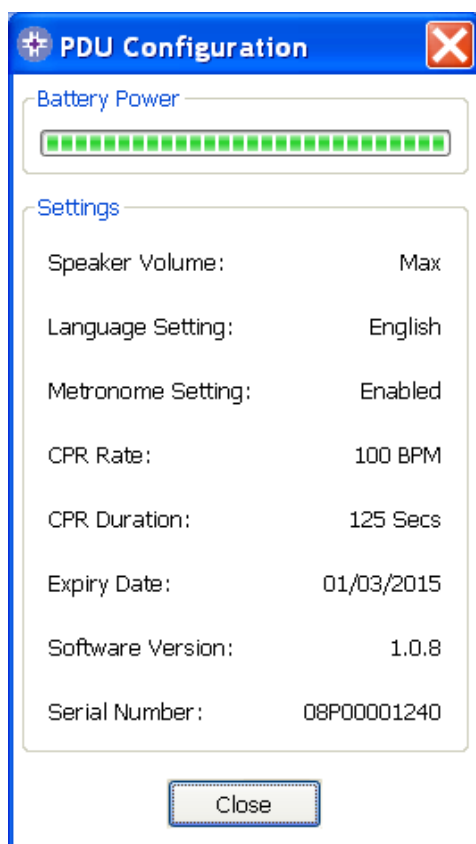 PDU Configuration
Battery Power
Settings
Speaker Volume: Max
Language Setting: English
Metronome Setting: Enabled
CPR Rate: 100 BPM
CPR Duration: 125 Secs
Expiry Date: 01/03/2015
Software Version: 1.0.8
Serial Number: 08P00001240
Close